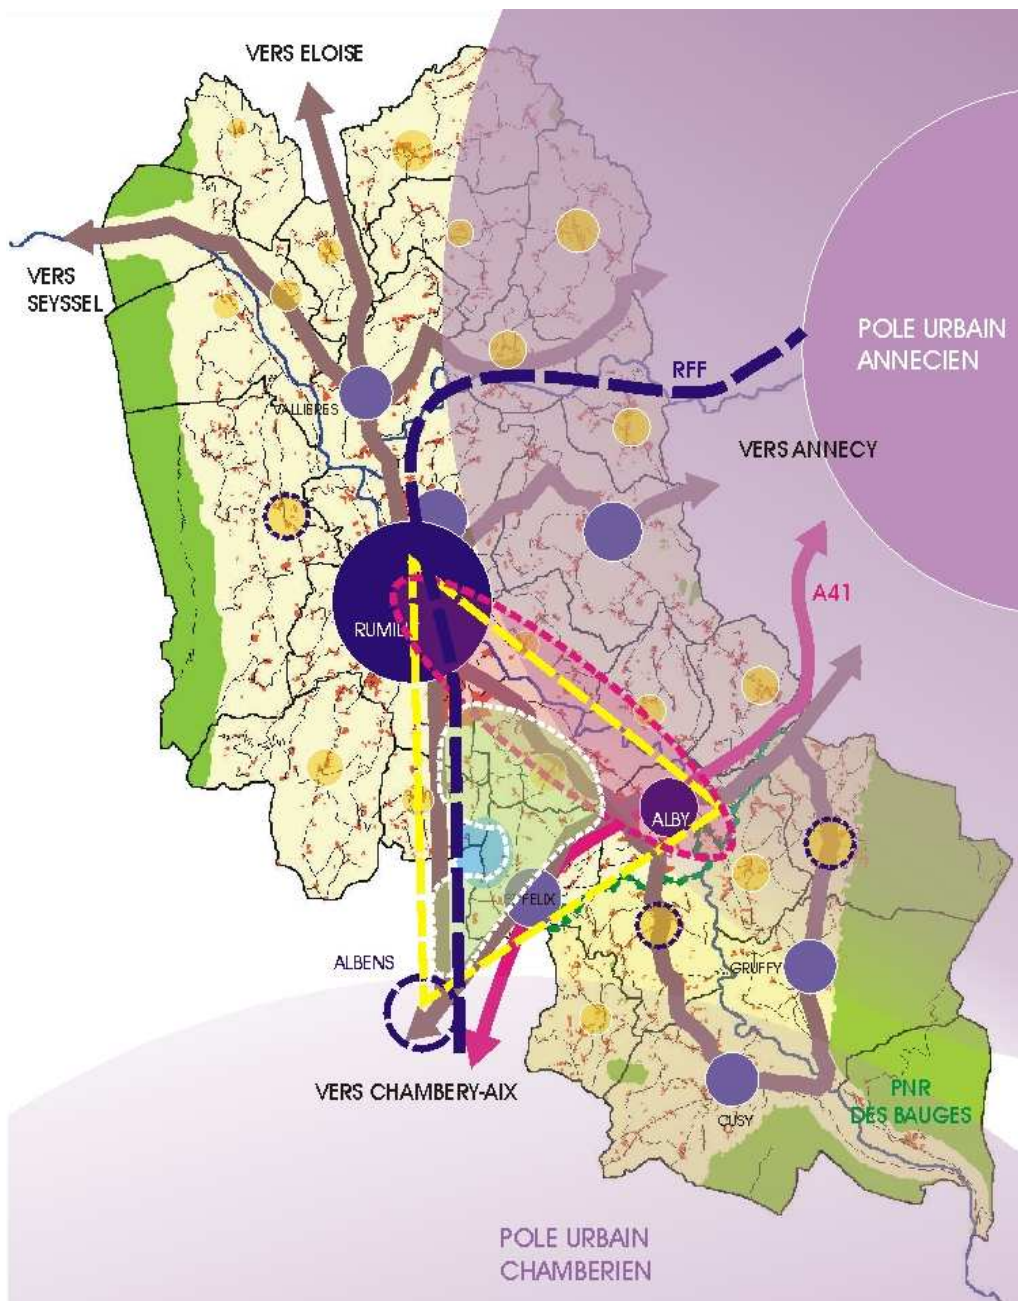 VERS ELOISE
VERS
SEYSSEL
POLE URBAIN
ANNECIEN
RFF
VALLIERES
VERS ANNECY
A41
RUMILLY
ALBY
FELIX
ALBENS
GRUFFY
VERS CHAMBERY-AIX
PNR
DES BAUGES
CUSY
POLE URBAIN
CHAMBERIEN